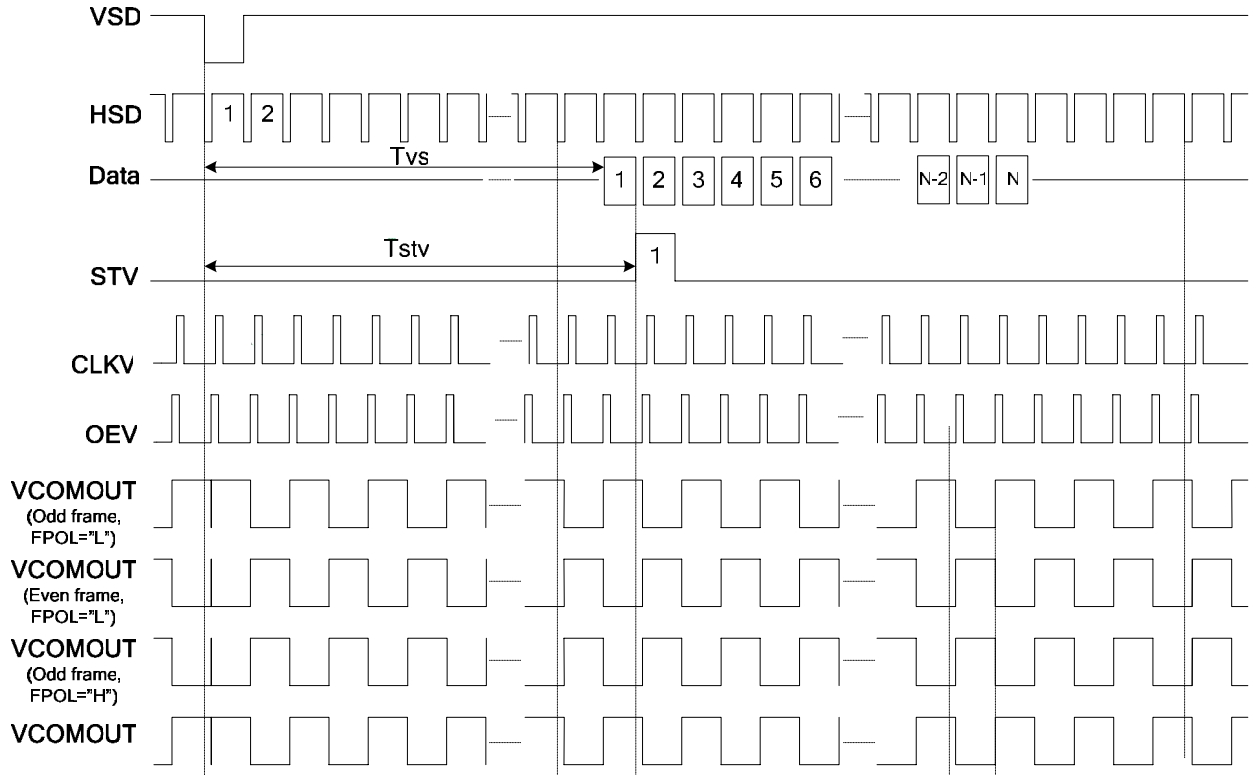 VSD
HSD
1 2
Tvs
Data
1 2 3 4 5 6 N-2 N-1 N
Tstv
1
STV
CLKV
OEV
VCOMOUT
(Odd frame,
FPOL="L")
VCOMOUT
(Even frame,
FPOL="L")
VCOMOUT
(Odd frame,
FPOL="H")
VCOMOUT